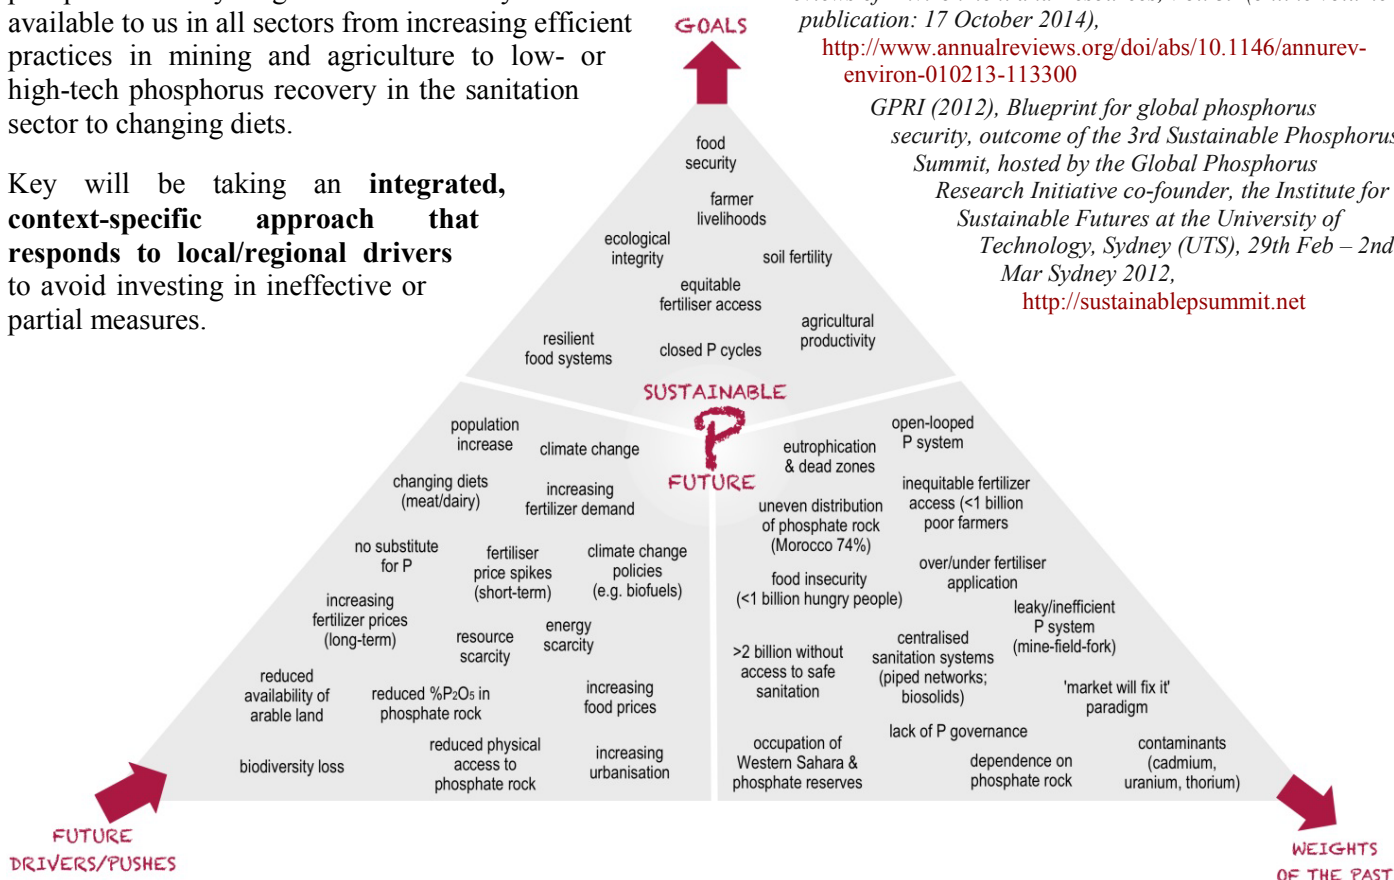 available to us in all sectors from increasing efficient
practices in mining and agriculture to low- or
high-tech phosphorus recovery in the sanitation
sector to changing diets.
Key will be taking an integrated,
context-specific approach that
responds to local/regional drivers
to avoid investing in ineffective or
partial measures.
publication: 17 October 2014),
http://www.annualreviews.org/doi/abs/10.1146/annurev-
environ-010213-113300
GPRI (2012), Blueprint for global phosphorus
security, outcome of the 3rd Sustainable Phosphorus
Summit, hosted by the Global Phosphorus
Research Initiative co-founder, the Institute for
Sustainable Futures at the University of
Technology, Sydney (UTS), 29th Feb – 2nd
Mar Sydney 2012,
http://sustainablepsummit.net
GOALS
food
security
farmer
livelihoods
ecological
integrity
soil fertility
equitable
fertiliser access
agricultural
productivity
resilient
food systems
closed P cycles
SUSTAINABLE
P
FUTURE
population
increase
climate change
changing diets
(meat/dairy)
increasing
fertilizer demand
no substitute
for P
fertiliser
price spikes
(short-term)
climate change
policies
(e.g. biofuels)
increasing
fertilizer prices
(long-term)
resource
scarcity
energy
scarcity
reduced
availability of
arable land
reduced %P₂O₅ in
phosphate rock
increasing
food prices
biodiversity loss
reduced physical
access to
phosphate rock
increasing
urbanisation
FUTURE
DRIVERS/PUSHES
open-looped
P system
eutrophication
& dead zones
inequitable fertilizer
access (<1 billion
poor farmers
uneven distribution
of phosphate rock
(Morocco 74%)
over/under fertiliser
application
food insecurity
(<1 billion hungry people)
leaky/inefficient
P system
(mine-field-fork)
>2 billion without
access to safe
sanitation
centralised
sanitation systems
(piped networks;
biosolids)
'market will fix it'
paradigm
lack of P governance
occupation of
Western Sahara &
phosphate reserves
dependence on
phosphate rock
contaminants
(cadmium,
uranium, thorium)
WEIGHTS
OF THE PAST